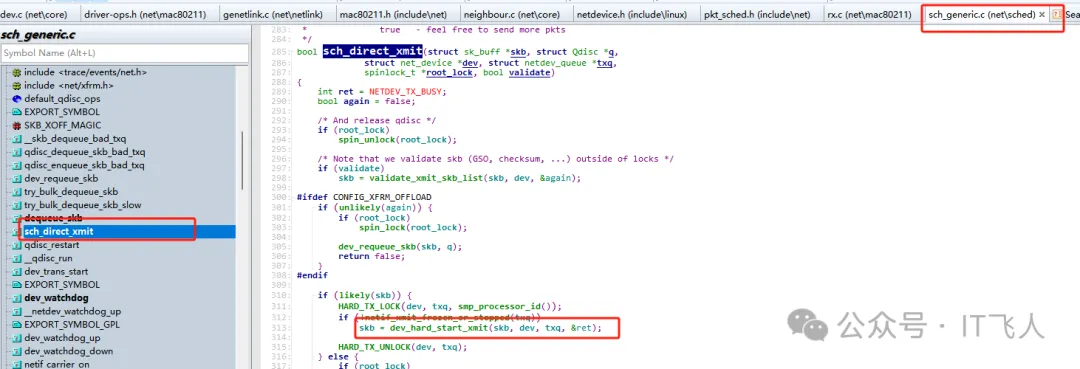 dev.c (net\core)
driver-ops.h (net\mac80211)
genetlink.c (net\netlink)
mac80211.h (include\net)
neighbour.c (net\core)
netdevice.h (include\linux)
pkt_sched.h (include\net)
rx.c (net\mac80211)
sch_generic.c (net\sched) ×
Sea
sch_generic.c
Symbol Name (Alt+L)
include <trace/events/net.h>
include <net/xfrm.h>
default_qdisc_ops
EXPORT_SYMBOL
SKB_XOFF_MAGIC
__skb_dequeue_bad_txq
qdisc_dequeue_skb_bad_txq
qdisc_enqueue_skb_bad_txq
dev_requeue_skb
try_bulk_dequeue_skb
try_bulk_dequeue_skb_slow
dequeue_skb
sch_direct_xmit
qdisc_restart
__qdisc_run
dev_trans_start
EXPORT_SYMBOL
dev_watchdog
__netdev_watchdog_up
EXPORT_SYMBOL_GPL
dev_watchdog_up
dev_watchdog_down
netif_carrier_on
283: * true - feel free to send more pkts
284: */
285: bool sch_direct_xmit(struct sk_buff *skb, struct Qdisc *q,
286: struct net_device *dev, struct netdev_queue *txq,
287: spinlock_t *root_lock, bool validate)
288: {
289: int ret = NETDEV_TX_BUSY;
290: bool again = false;
291:
292: /* And release qdisc */
293: if (root_lock)
294: spin_unlock(root_lock);
295:
296: /* Note that we validate skb (GSO, checksum, ...) outside of locks */
297: if (validate)
298: skb = validate_xmit_skb_list(skb, dev, &again);
299:
300: #ifdef CONFIG_XFRM_OFFLOAD
301: if (unlikely(again)) {
302: if (root_lock)
303: spin_lock(root_lock);
304:
305: dev_requeue_skb(skb, q);
306: return false;
307: }
308: #endif
309:
310: if (likely(skb)) {
311: HARD_TX_LOCK(dev, txq, smp_processor_id());
312: if (!netif_xmit_frozen_or_stopped(txq))
313: skb = dev_hard_start_xmit(skb, dev, txq, &ret);
314:
315: HARD_TX_UNLOCK(dev, txq);
316: } else {
317: if (root_lock)
公众号 · IT飞人